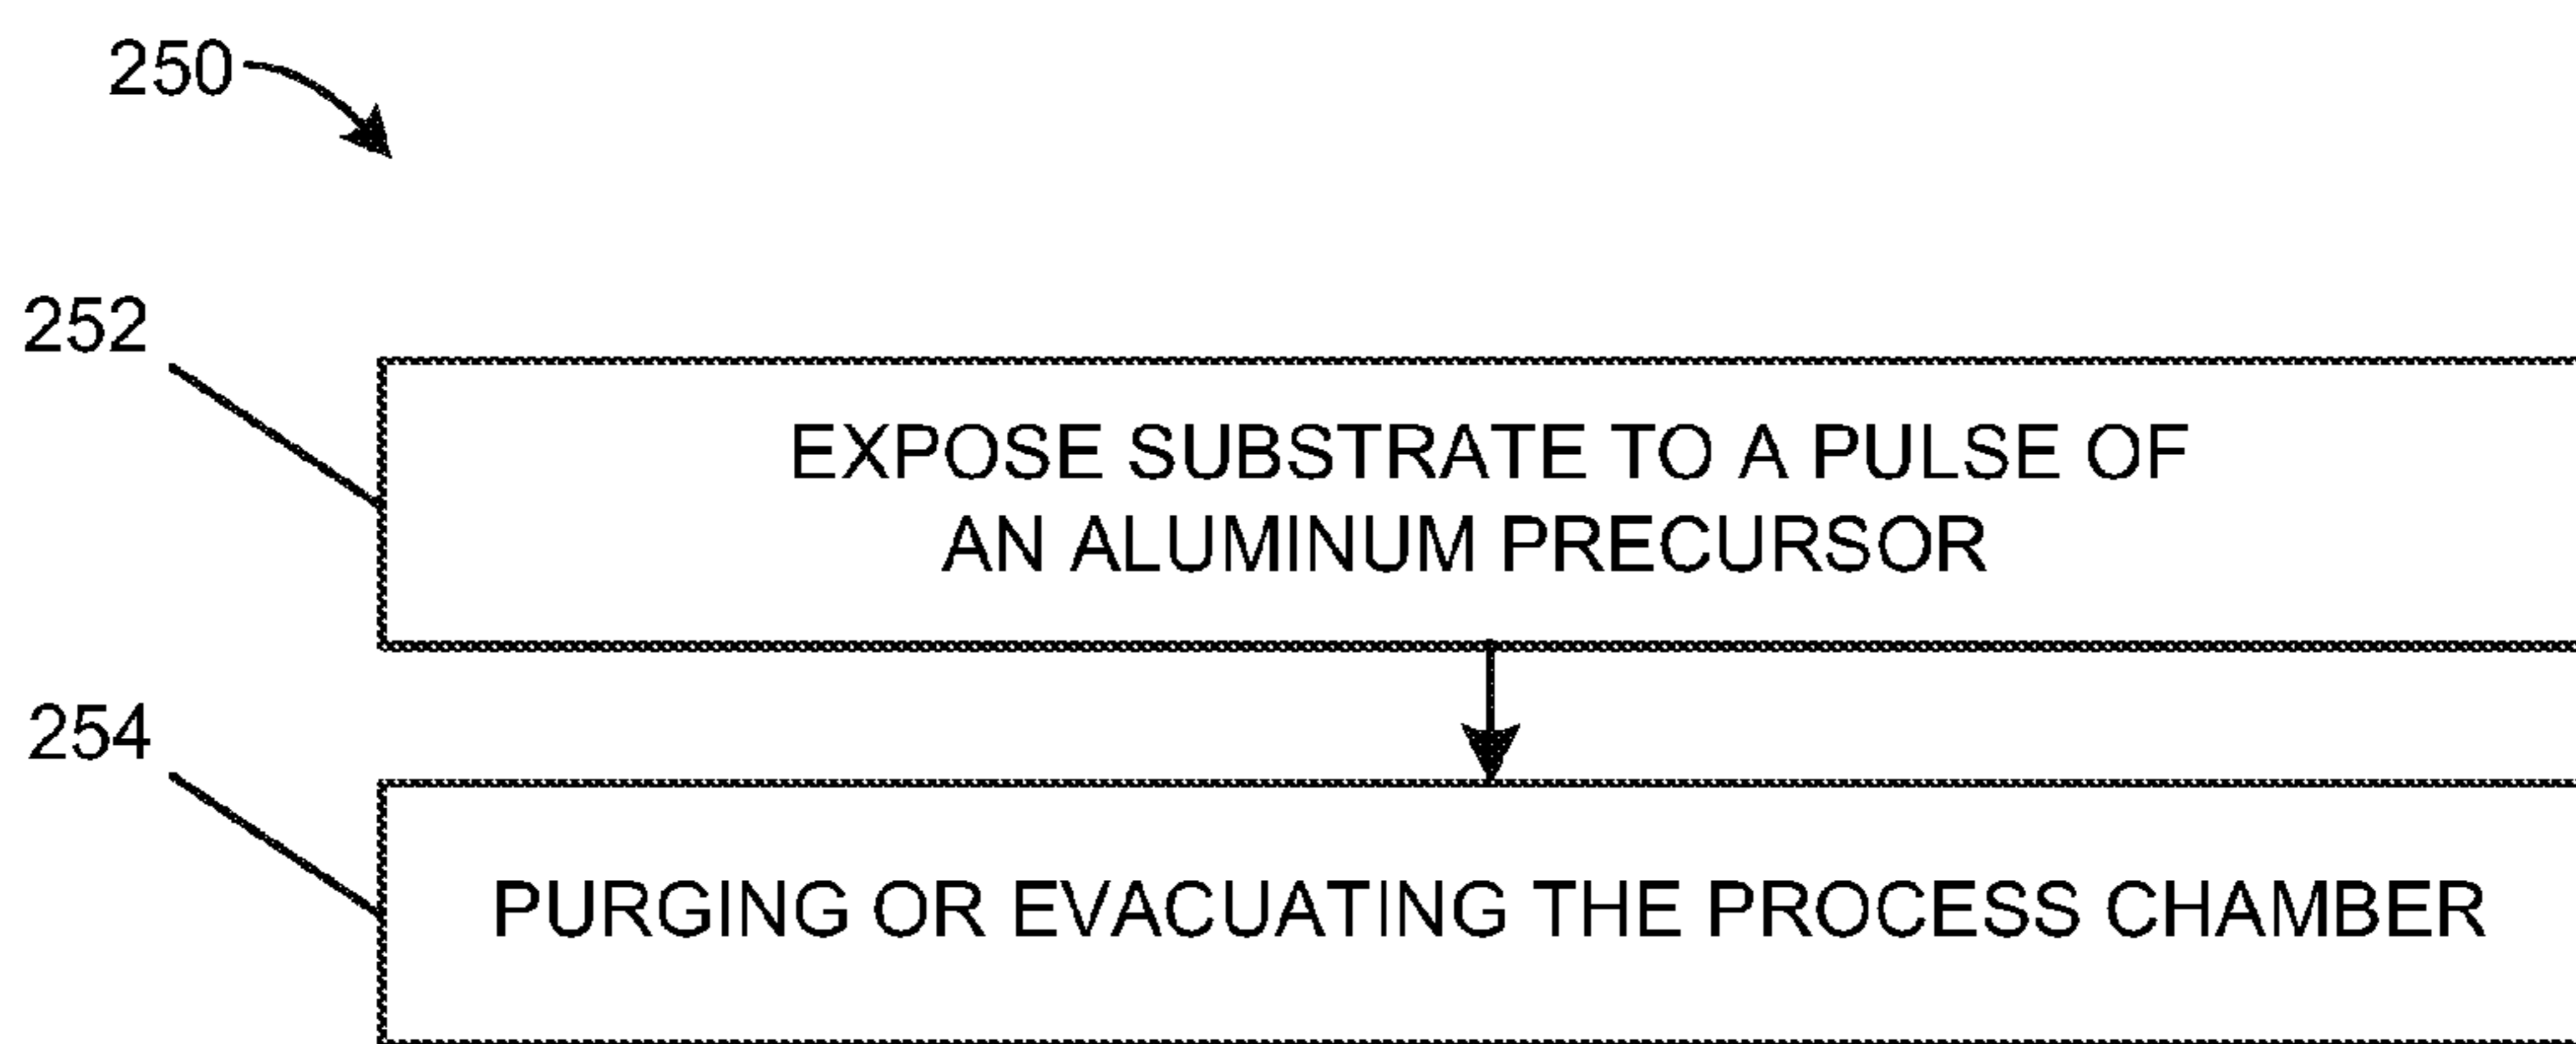 250
252
EXPOSE SUBSTRATE TO A PULSE OF
AN ALUMINUM PRECURSOR
254
PURGING OR EVACUATING THE PROCESS CHAMBER